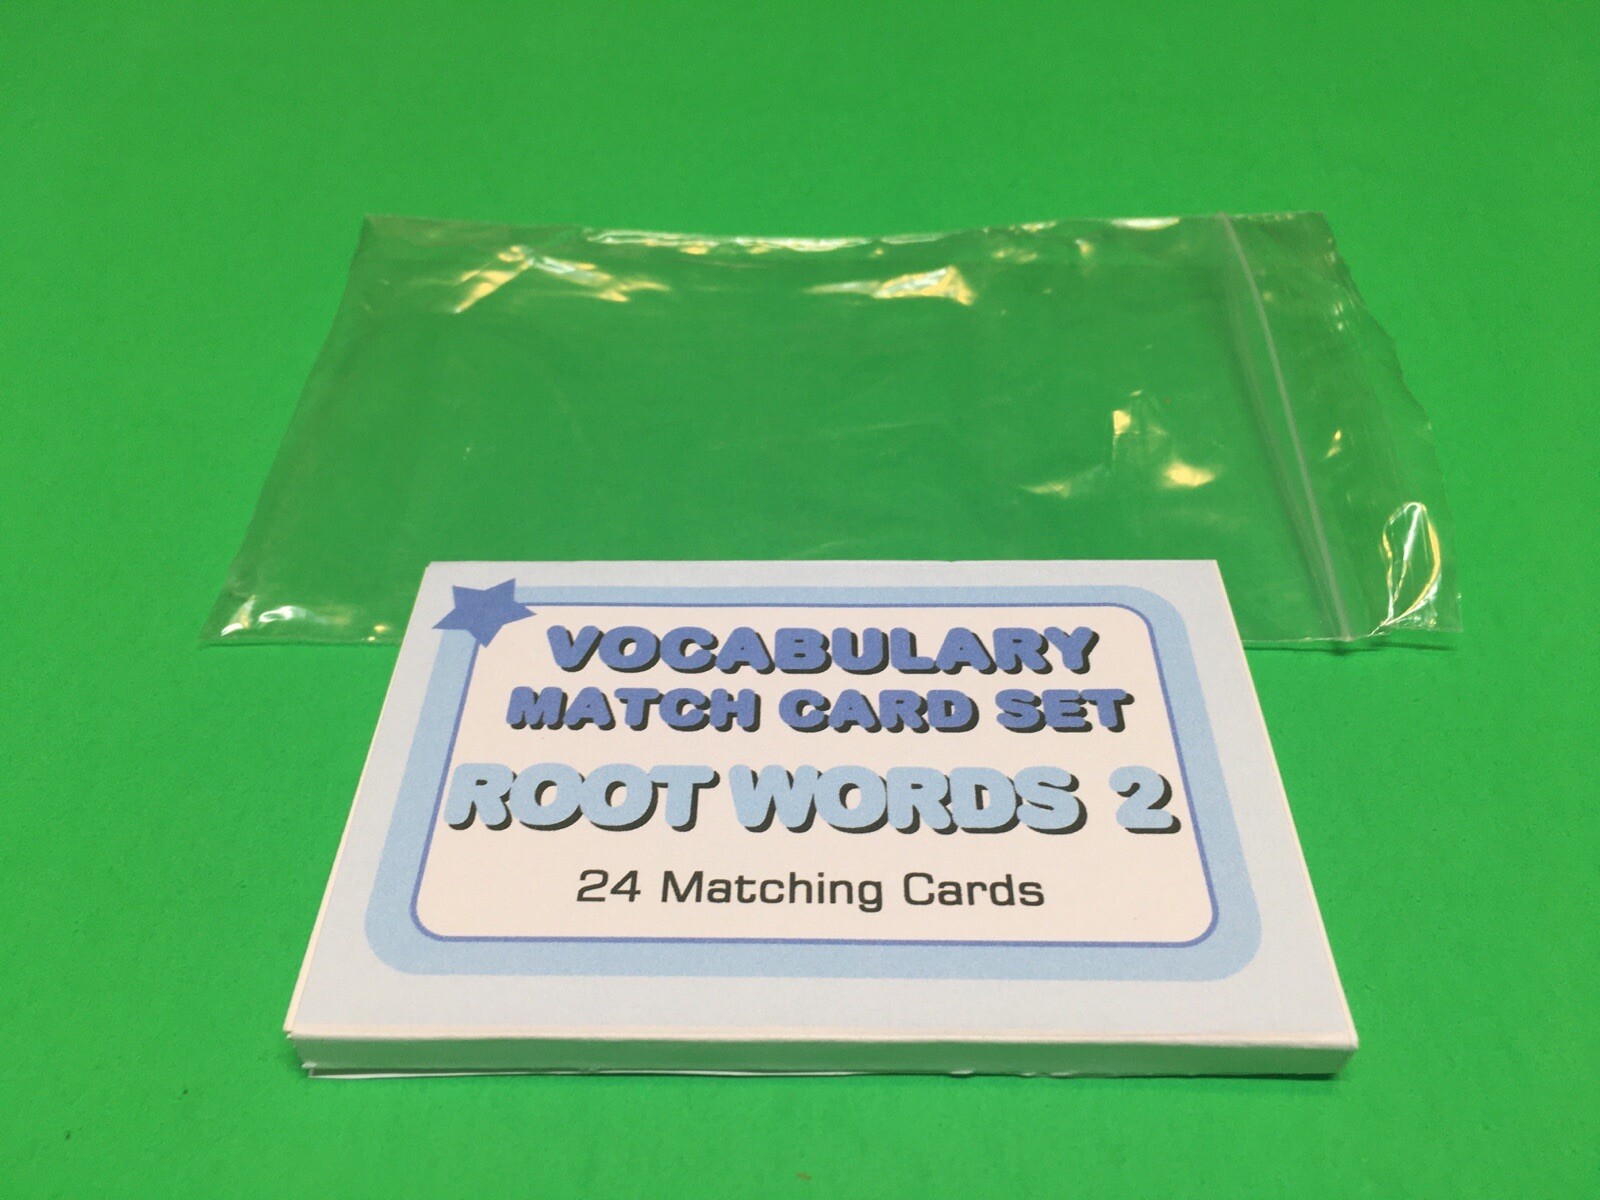 VOCABULARY
MATCH CARD SET
ROOT WORDS 2
24 Matching Cards